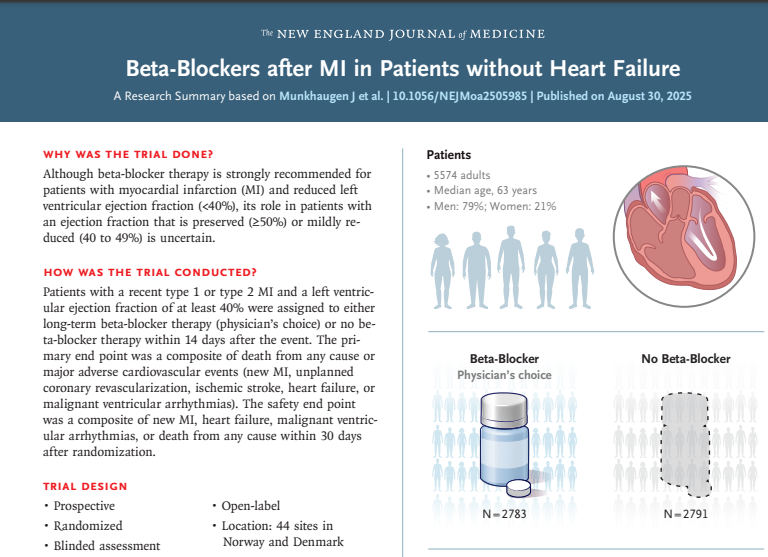 The NEW ENGLAND JOURNAL of MEDICINE
Beta-Blockers after MI in Patients without Heart Failure
A Research Summary based on Munkhaugen J et al. | 10.1056/NEJMoa2505985 | Published on August 30, 2025
WHY WAS THE TRIAL DONE?
Although beta-blocker therapy is strongly recommended for
patients with myocardial infarction (MI) and reduced left
ventricular ejection fraction (<40%), its role in patients with
an ejection fraction that is preserved (≥50%) or mildly re-
duced (40 to 49%) is uncertain.
HOW WAS THE TRIAL CONDUCTED?
Patients with a recent type 1 or type 2 MI and a left ventric-
ular ejection fraction of at least 40% were assigned to either
long-term beta-blocker therapy (physician's choice) or no be-
ta-blocker therapy within 14 days after the event. The pri-
mary end point was a composite of death from any cause or
major adverse cardiovascular events (new MI, unplanned
coronary revascularization, ischemic stroke, heart failure, or
malignant ventricular arrhythmias). The safety end point
was a composite of new MI, heart failure, malignant ventric-
ular arrhythmias, or death from any cause within 30 days
after randomization.
TRIAL DESIGN
• Prospective
• Randomized
• Blinded assessment
• Open-label
• Location: 44 sites in
Norway and Denmark
Patients
• 5574 adults
• Median age, 63 years
• Men: 79%; Women: 21%
Beta-Blocker
Physician's choice
N=2783
No Beta-Blocker
N=2791